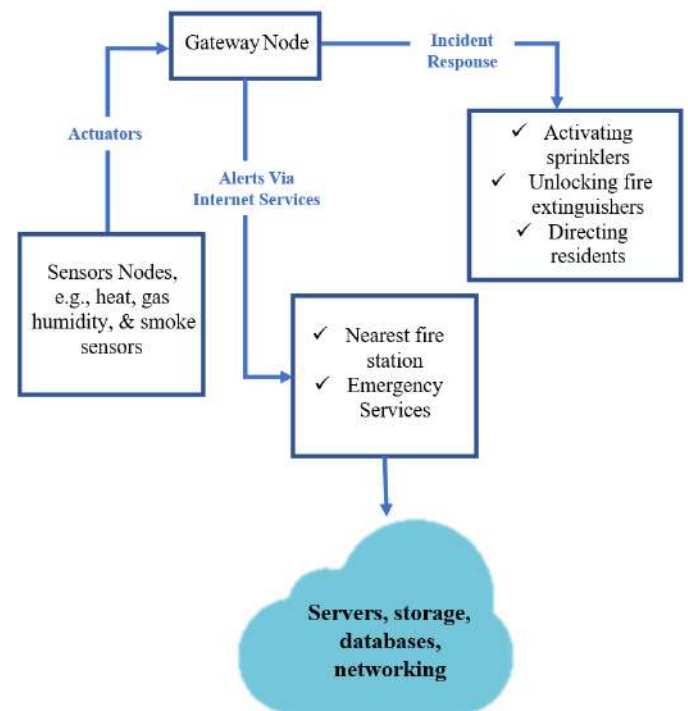 Gateway Node
Incident
Response
Actuators
Alerts Via
Internet Services
✓ Activating
sprinklers
✓ Unlocking fire
extinguishers
✓ Directing
residents
Sensors Nodes,
e.g., heat, gas
humidity, & smoke
sensors
✓ Nearest fire
station
✓ Emergency
Services
Servers, storage,
databases,
networking